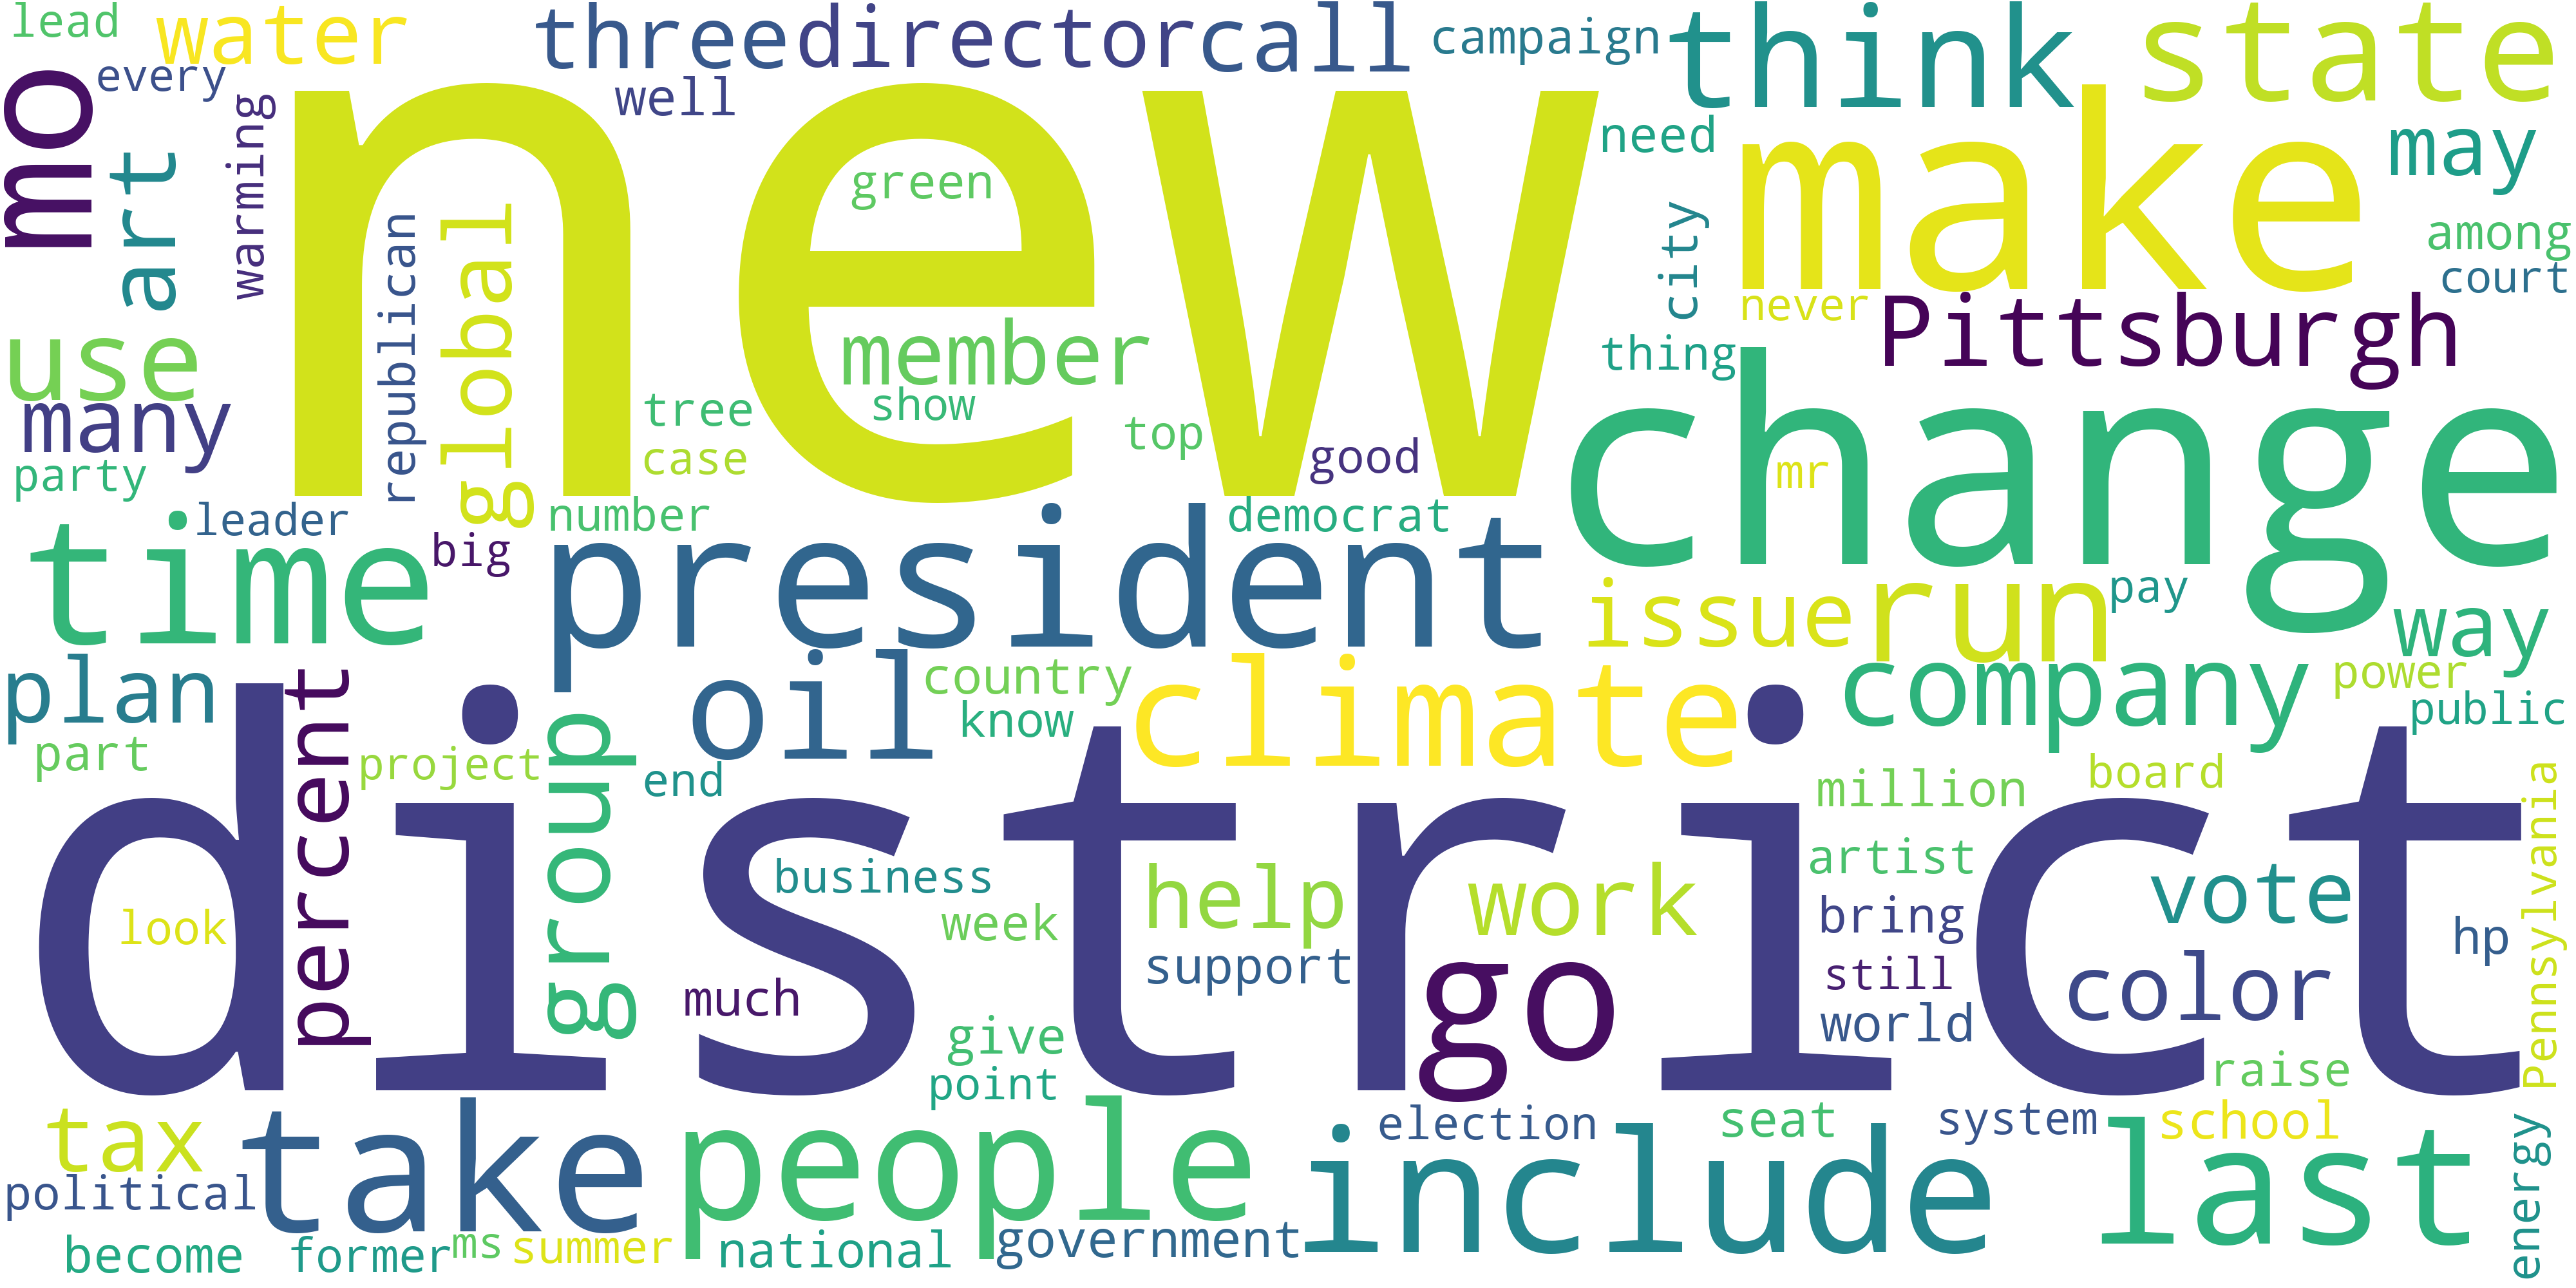 lead
water
three
director
call
campaign
think
state
every
well
mo
new
make
need
may
art
warming
green
among
republican
global
city
court
never
Pittsburgh
use
member
thing
many
tree
show
top
change
party
case
good
mr
time
leader
number
democrat
big
president
issue
run
pay
way
plan
oil
country
climate
company
power
percent
group
know
public
part
project
end
district
million
board
Pennsylvania
business
help
work
artist
vote
look
week
bring
hp
support
go
still
color
much
world
give
point
raise
tax
take
people
election
seat
system
school
include
last
energy
political
become
former
ms
summer
national
government